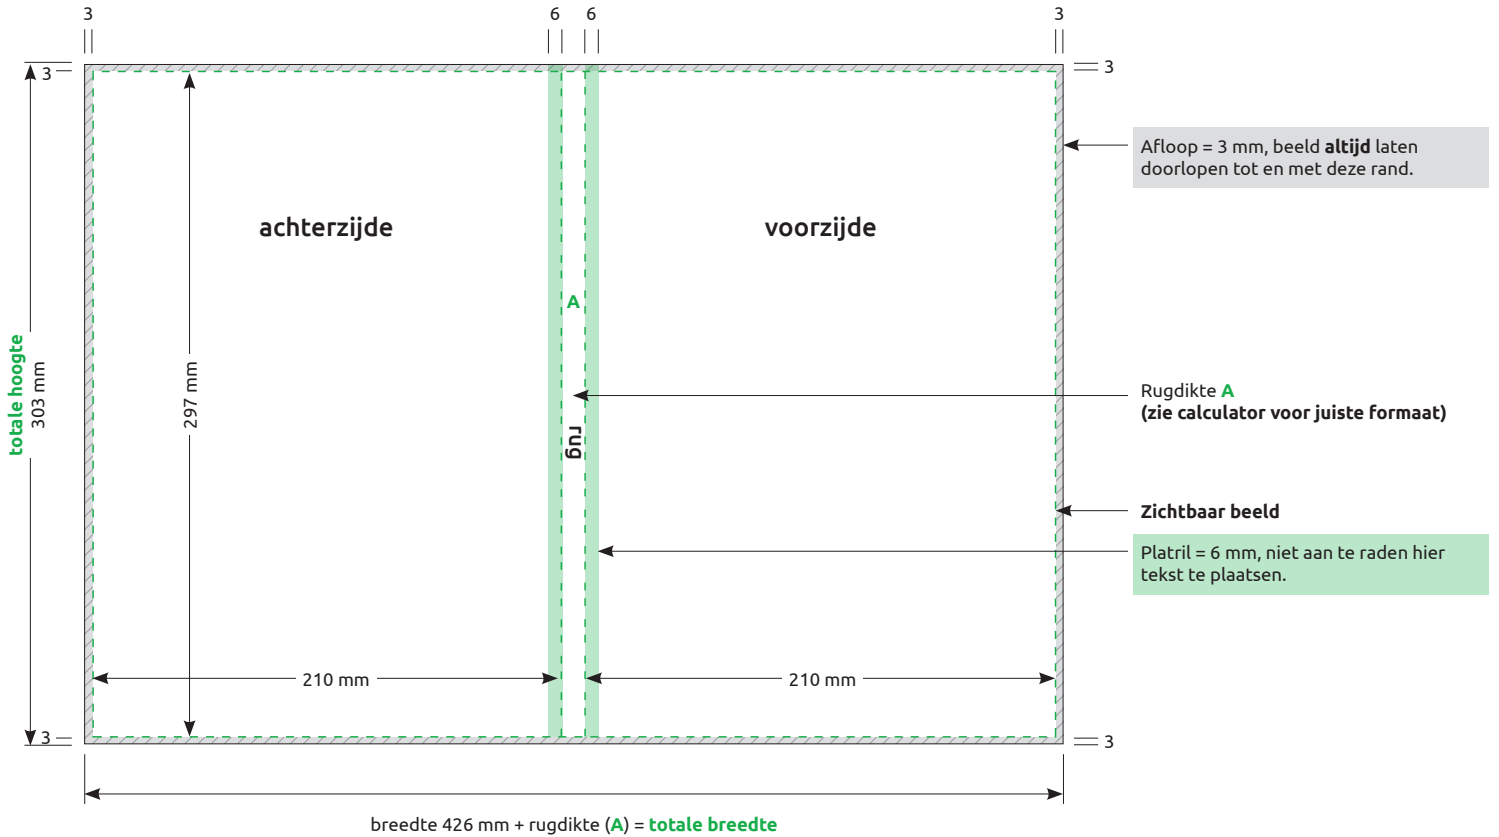 3
6
6
3
3
3
Afloop = 3 mm, beeld altijd laten
doorlopen tot en met deze rand.
achterzijde
voorzijde
A
totale hoogte
303 mm
297 mm
Rugdikte A
(zie calculator voor juiste formaat)
rug
Zichtbaar beeld
Platril = 6 mm, niet aan te raden hier
tekst te plaatsen.
210 mm
210 mm
3
3
breedte 426 mm + rugdikte (A) = totale breedte